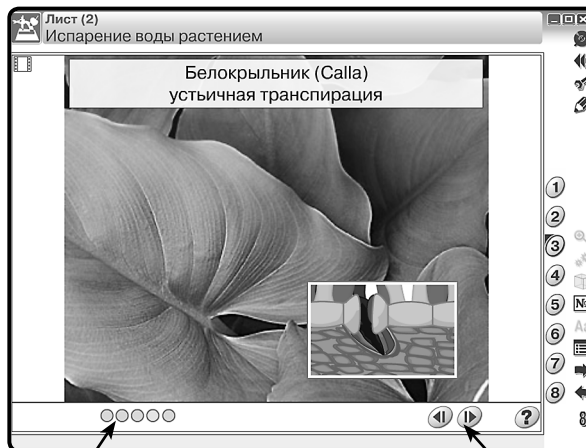 Лист (2)
Испарение воды растением
Белокрыльник (Calla)
устьичная транспирация
1
2
3
4
5
6
7
8
?